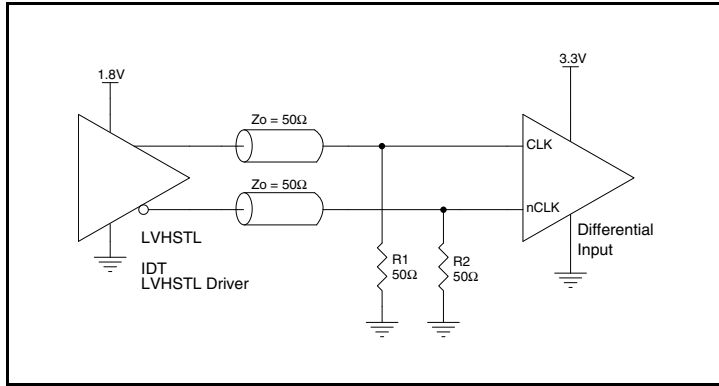 1.8V
3.3V
Zo = 50Ω
CLK
Zo = 50Ω
nCLK
LVHSTL
Differential
Input
IDT
LVHSTL Driver
R1
50Ω
R2
50Ω